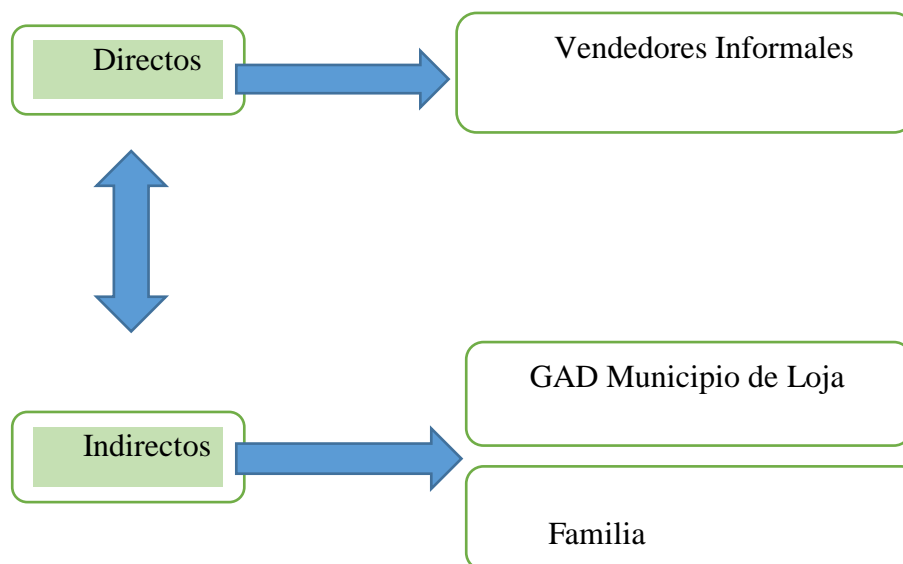 Directos
Vendedores Informales
GAD Municipio de Loja
Indirectos
Familia